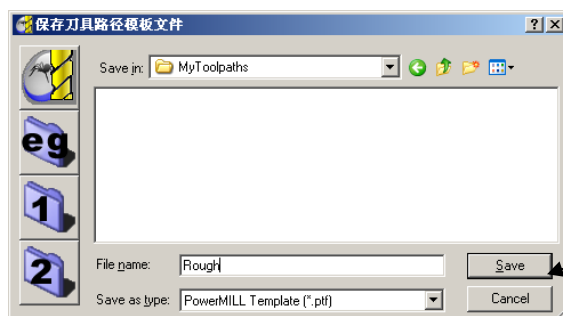 保存刀具路径模板文件
Save in: MyToolpaths
eg
1
2
File name: Rough
Save
Save as type: PowerMILL Template (*.ptf)
Cancel